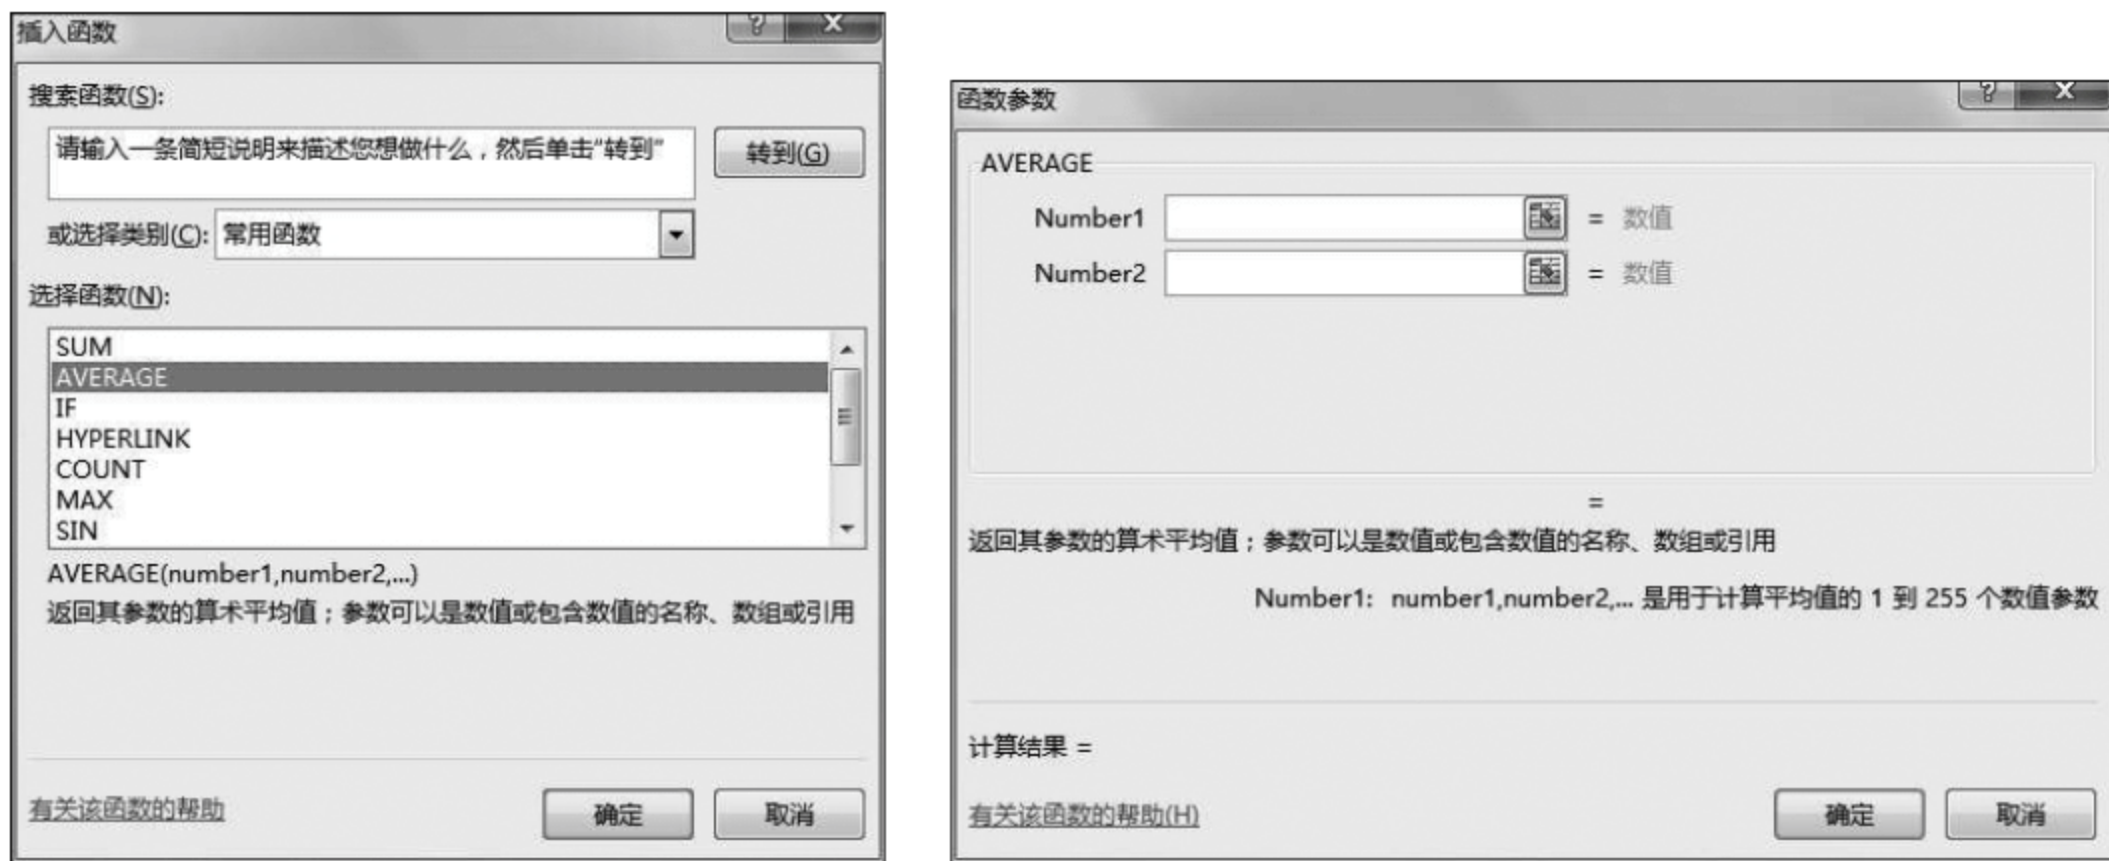 插入函数
搜索函数(S):
请输入一条简短说明来描述您想做什么，然后单击“转到”
转到(G)
或选择类别(C): 常用函数
选择函数(N):
SUM
AVERAGE
IF
HYPERLINK
COUNT
MAX
SIN
AVERAGE(number1,number2,...)
返回其参数的算术平均值；参数可以是数值或包含数值的名称、数组或引用
有关该函数的帮助
确定
取消
函数参数
AVERAGE
Number1 = 数值
Number2 = 数值
=
返回其参数的算术平均值；参数可以是数值或包含数值的名称、数组或引用
Number1: number1,number2,... 是用于计算平均值的 1 到 255 个数值参数
计算结果 =
有关该函数的帮助(H)
确定
取消